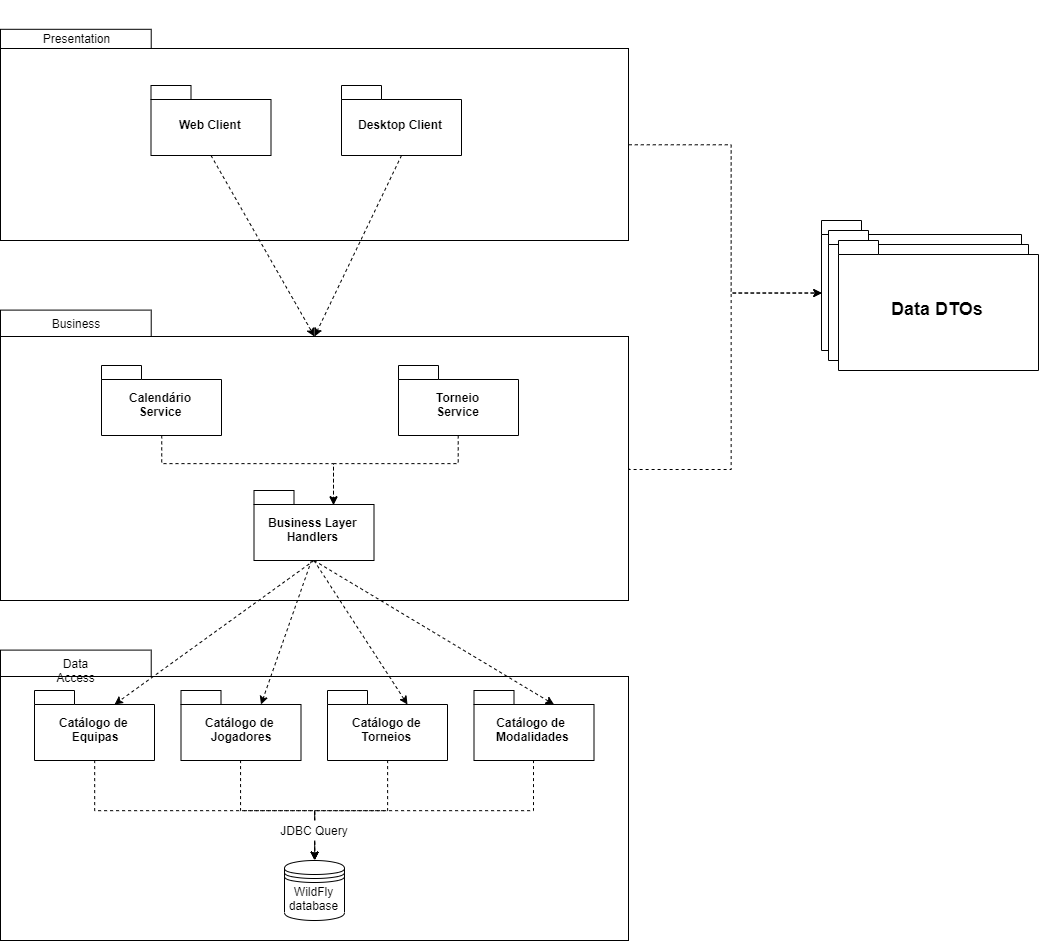 Presentation
Web Client
Desktop Client
Data DTOs
Business
Calendário
Service
Torneio
Service
Business Layer
Handlers
Data
Access
Catálogo de
Equipas
Catálogo de
Jogadores
Catálogo de
Torneios
Catálogo de
Modalidades
JDBC Query
WildFly
database